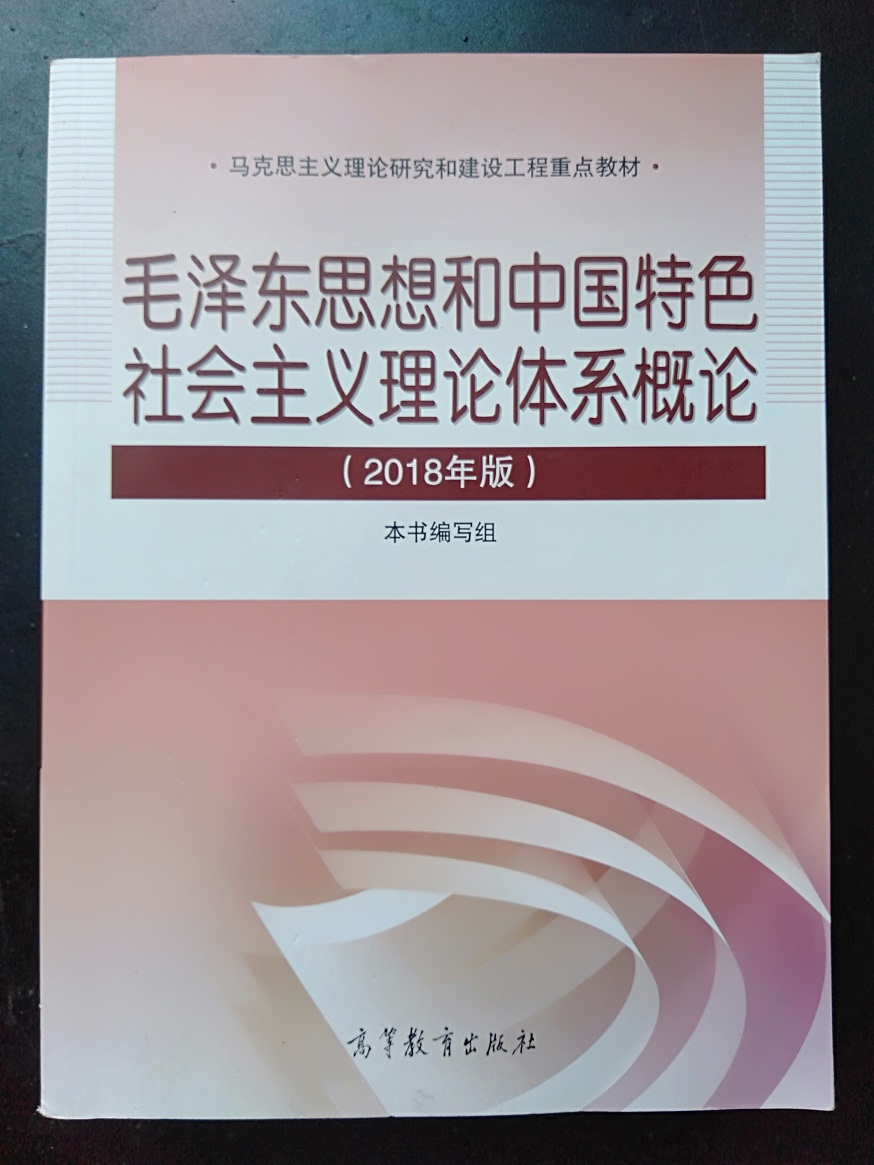 ·马克思主义理论研究和建设工程重点教材·
毛泽东思想和中国特色
社会主义理论体系概论
（2018年版）
本书编写组
高等教育出版社